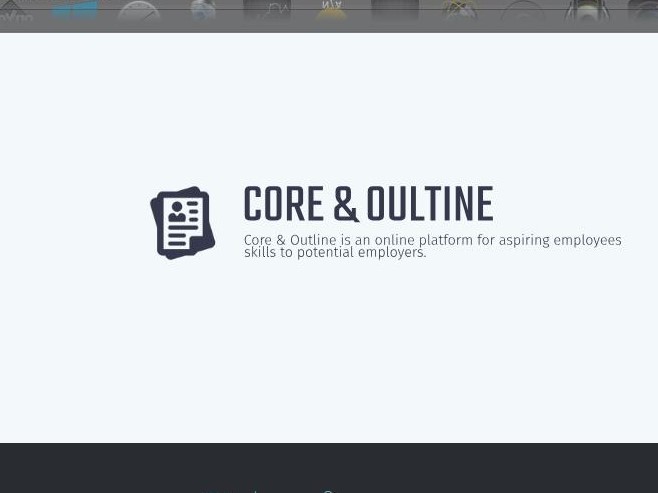 N/A
CORE & OULTINE
Core & Outline is an online platform for aspiring employees
skills to potential employers.